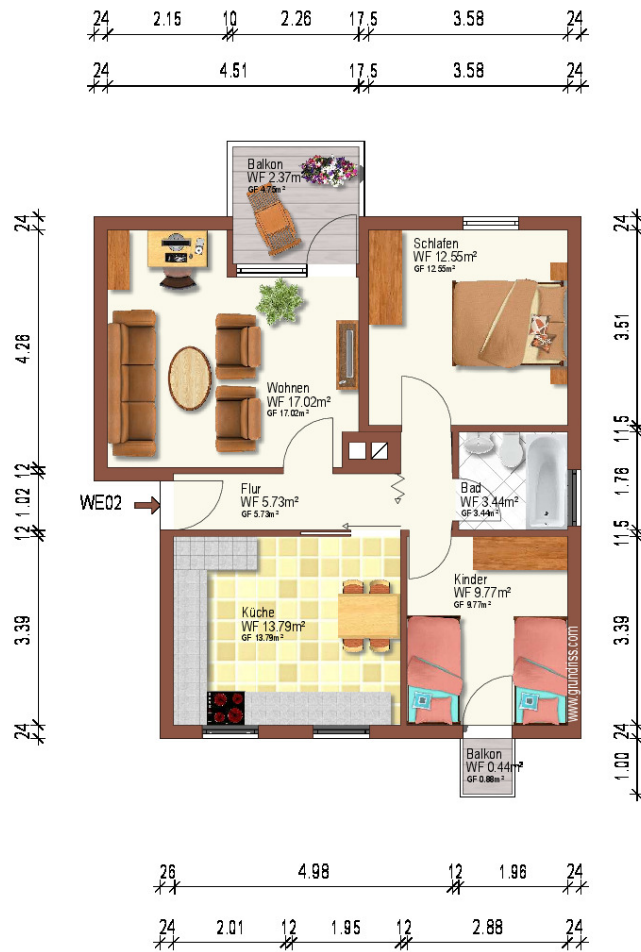 24 2.15 10 2.26 17.5 3.58 24
24 4.51 17.5 3.58 24
Balkon
WF 2.37m²
GF 4.75m²
Schlafen
WF 12.55m²
GF 12.55m²
24
4.26
12
1.02
12
3.39
24
24
3.51
11.5
1.76
11.5
3.39
24
1.00
Wohnen
WF 17.02m²
GF 17.02m²
WE02
Flur
WF 5.73m²
GF 5.73m²
Bad
WF 3.44m²
GF 3.44m²
Küche
WF 13.79m²
GF 13.79m²
Kinder
WF 9.77m²
GF 9.77m²
www.grundriss.com
Balkon
WF 0.44m²
GF 0.88m²
26 4.98 12 1.96 24
24 2.01 12 1.95 12 2.88 24